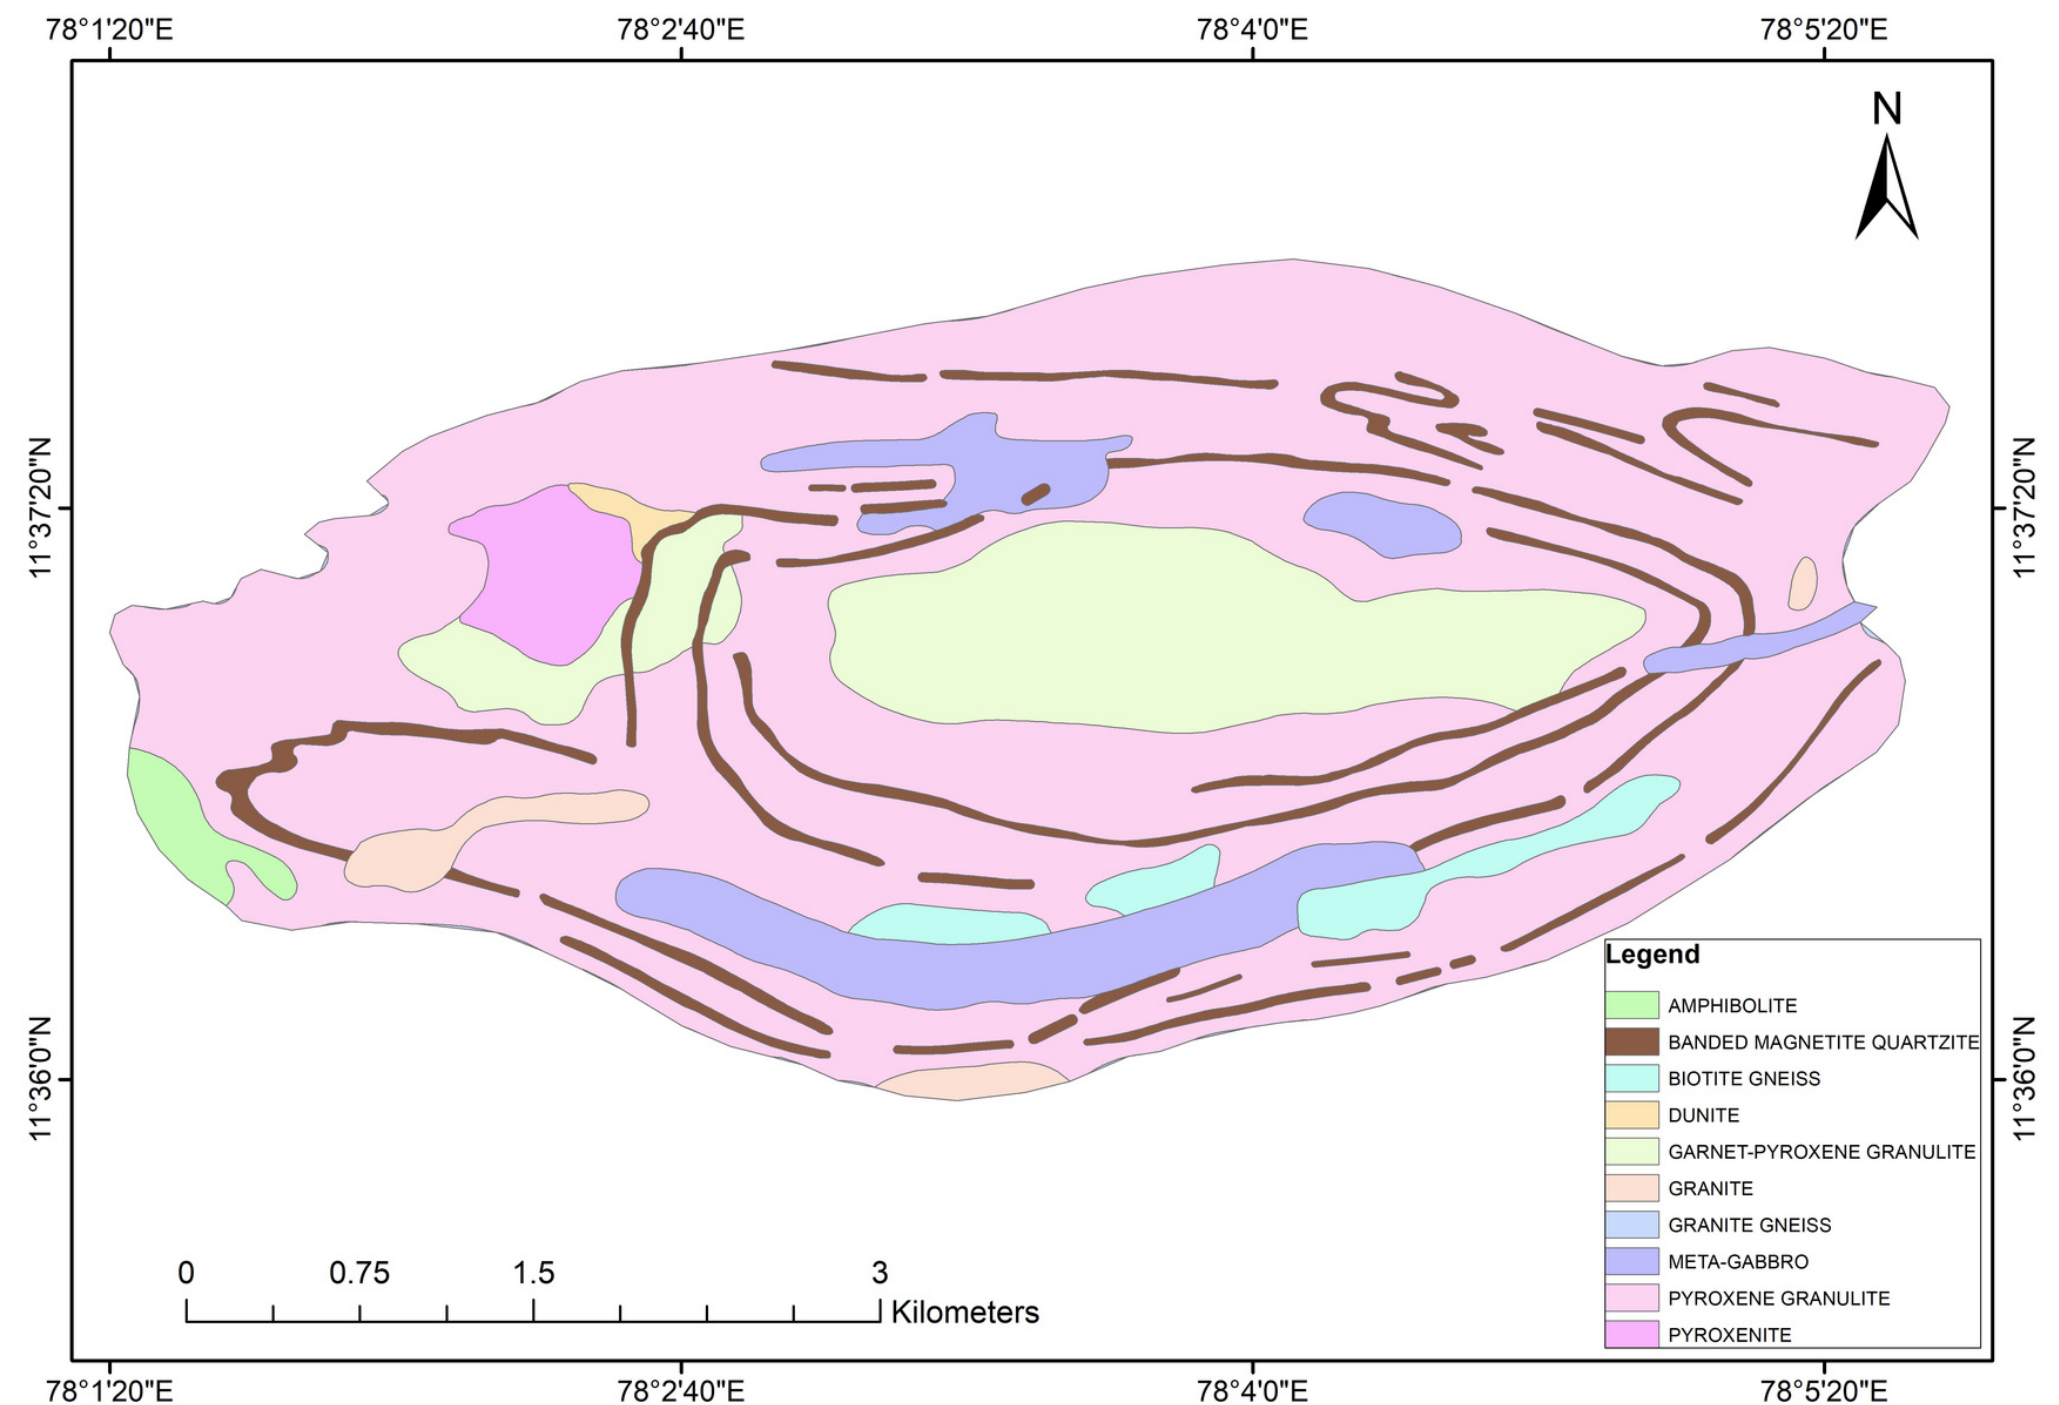 78°1'20"E 78°2'40"E 78°4'0"E 78°5'20"E
N
11°37'20"N 11°37'20"N
11°36'0"N 11°36'0"N
Legend
AMPHIBOLITE
BANDED MAGNETITE QUARTZITE
BIOTITE GNEISS
DUNITE
GARNET-PYROXENE GRANULITE
GRANITE
GRANITE GNEISS
META-GABBRO
PYROXENE GRANULITE
PYROXENITE
0 0.75 1.5 3
Kilometers
78°1'20"E 78°2'40"E 78°4'0"E 78°5'20"E